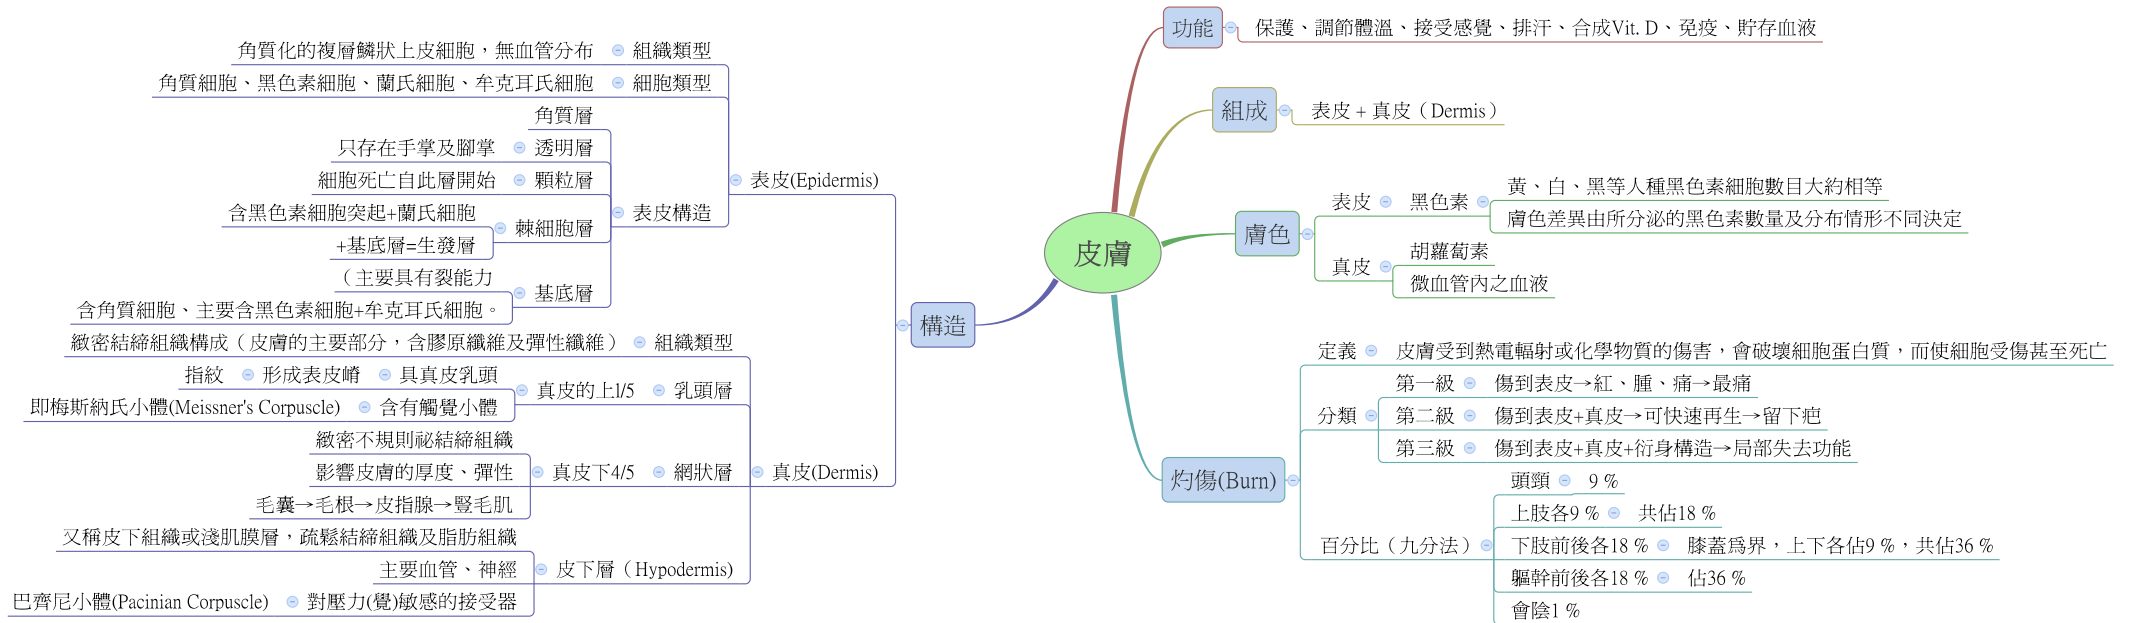 皮膚
功能
保護、調節體溫、接受感覺、排汗、合成Vit. D、免疫、貯存血液
組成
表皮 + 真皮（Dermis）
膚色
表皮
黑色素
黃、白、黑等人種黑色素細胞數目大約相等
膚色差異由所分泌的黑色素數量及分布情形不同決定
真皮
胡蘿蔔素
微血管內之血液
灼傷(Burn)
定義
皮膚受到熱電輻射或化學物質的傷害，會破壞細胞蛋白質，而使細胞受傷甚至死亡
分類
第一級
傷到表皮→紅、腫、痛→最痛
第二級
傷到表皮+真皮→可快速再生→留下疤
第三級
傷到表皮+真皮+衍身構造→局部失去功能
百分比（九分法）
頭頸
9 %
上肢各9 %
共佔18 %
下肢前後各18 %
膝蓋為界，上下各佔9 %，共佔36 %
軀幹前後各18 %
佔36 %
會陰1 %
構造
表皮(Epidermis)
組織類型
角質化的複層鱗狀上皮細胞，無血管分布
細胞類型
角質細胞、黑色素細胞、蘭氏細胞、牟克耳氏細胞
表皮構造
角質層
透明層
只存在手掌及腳掌
顆粒層
細胞死亡自此層開始
棘細胞層
含黑色素細胞突起+蘭氏細胞
+基底層=生發層
基底層
（主要具有裂能力
含角質細胞、主要含黑色素細胞+牟克耳氏細胞。
真皮(Dermis)
組織類型
緻密結締組織構成（皮膚的主要部分，含膠原纖維及彈性纖維）
乳頭層
真皮的上1/5
具真皮乳頭
形成表皮嵴
指紋
含有觸覺小體
即梅斯納氏小體(Meissner's Corpuscle)
網狀層
真皮下4/5
緻密不規則祕結締組織
影響皮膚的厚度、彈性
毛囊→毛根→皮指腺→豎毛肌
皮下層（Hypodermis)
又稱皮下組織或淺肌膜層，疏鬆結締組織及脂肪組織
主要血管、神經
對壓力(覺)敏感的接受器
巴齊尼小體(Pacinian Corpuscle)